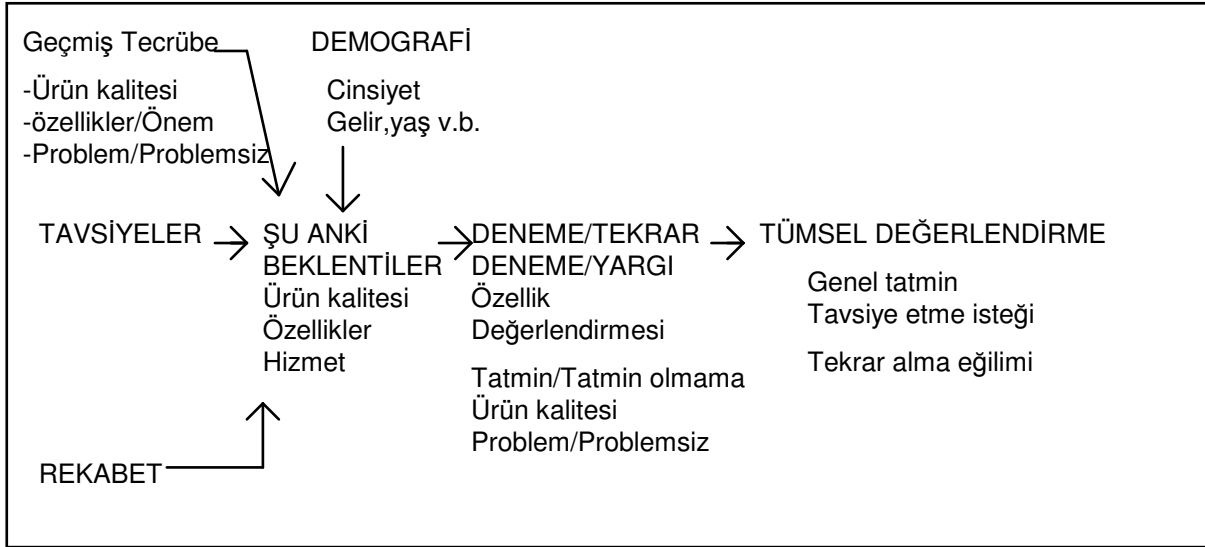 Geçmiş Tecrübe
-Ürün kalitesi
-özellikler/Önem
-Problem/Problemsiz
DEMOGRAFİ
Cinsiyet
Gelir,yaş v.b.
TAVSİYELER
ŞU ANKİ
BEKLENTİLER
Ürün kalitesi
Özellikler
Hizmet
DENEME/TEKRAR
DENEME/YARGI
Özellik
Değerlendirmesi
Tatmin/Tatmin olmama
Ürün kalitesi
Problem/Problemsiz
TÜMSEL DEĞERLENDİRME
Genel tatmin
Tavsiye etme isteği
Tekrar alma eğilimi
REKABET